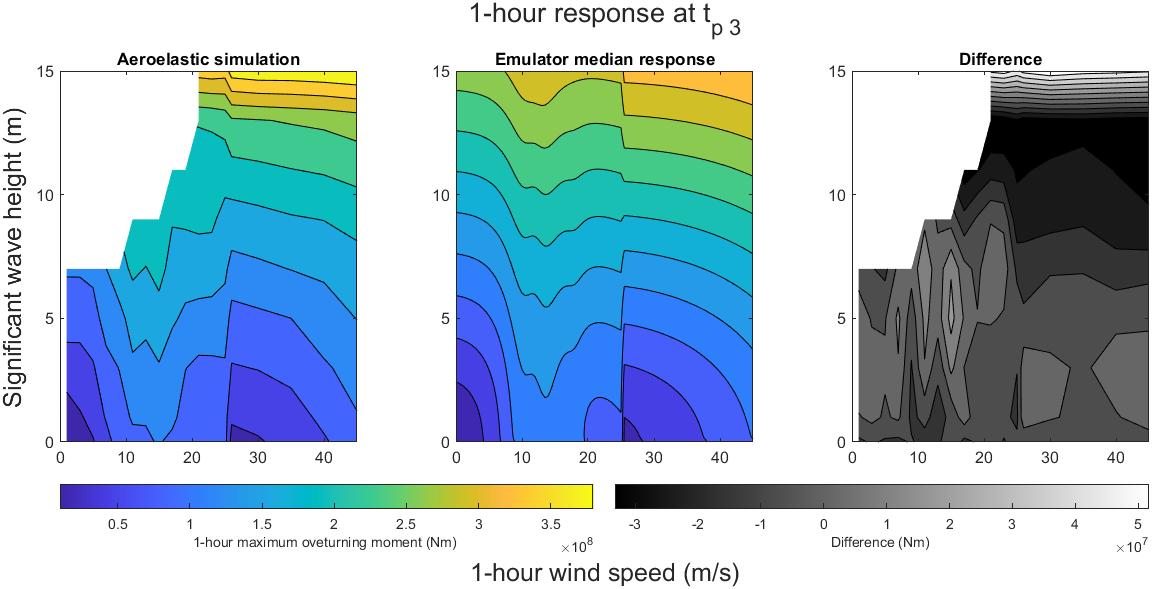 1-hour response at tp 3
Aeroelastic simulation
Emulator median response
Difference
Significant wave height (m)
15
10
5
0
0 10 20 30 40
15
10
5
0
0 10 20 30 40
15
10
5
0
0 10 20 30 40
0.5 1 1.5 2 2.5 3 3.5
1-hour maximum oveturning moment (Nm)
×10^8
-3 -2 -1 0 1 2 3 4 5
Difference (Nm)
×10^7
1-hour wind speed (m/s)